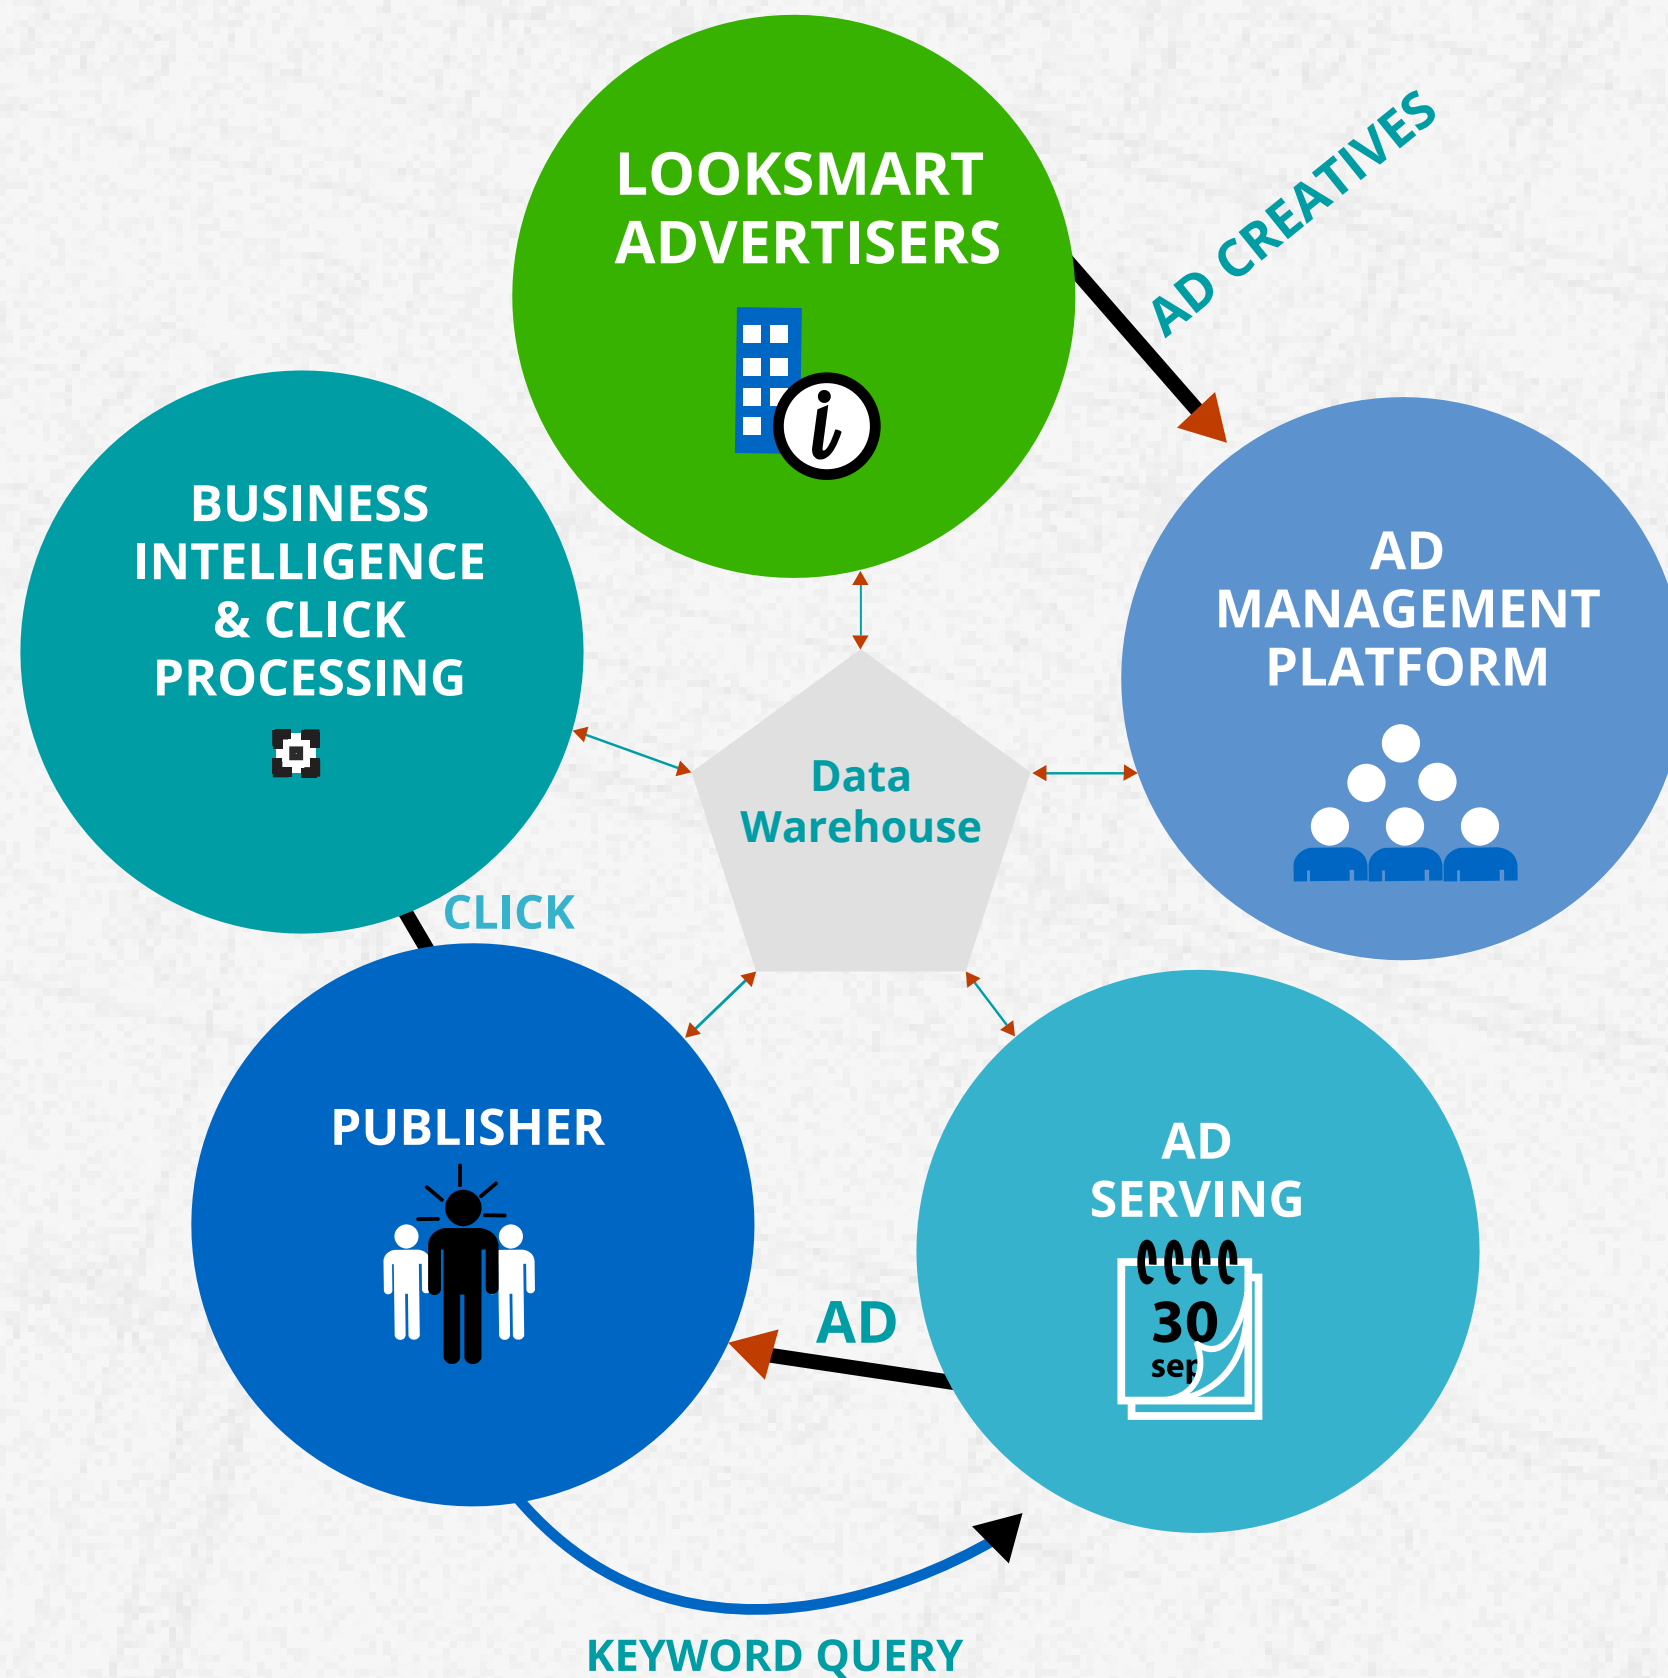 LOOKSMART
ADVERTISERS
AD CREATIVES
i
BUSINESS
INTELLIGENCE
& CLICK
PROCESSING
AD
MANAGEMENT
PLATFORM
Data
Warehouse
CLICK
PUBLISHER
AD
SERVING
30
sep
AD
KEYWORD QUERY